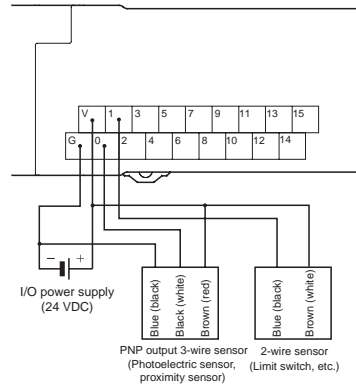 V 1 3 5 7 9 11 13 15
G 0 2 4 6 8 10 12 14
− +
I/O power supply
(24 VDC)
Blue (black)
Black (white)
Brown (red)
PNP output 3-wire sensor
(Photoelectric sensor,
proximity sensor)
Blue (black)
Brown (white)
2-wire sensor
(Limit switch, etc.)